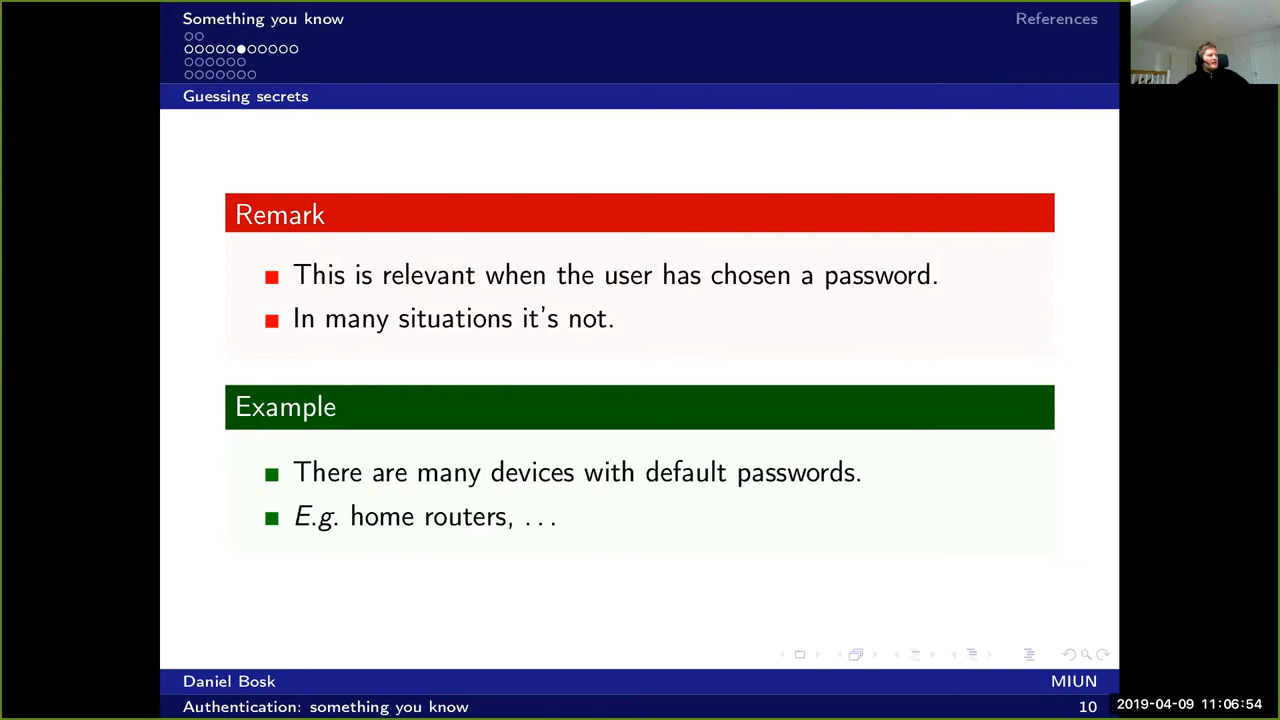 Something you know
References
Guessing secrets
Remark
This is relevant when the user has chosen a password.
In many situations it's not.
Example
There are many devices with default passwords.
E.g. home routers, ...
Daniel Bosk
MIUN
Authentication: something you know
10
2019-04-09 11:06:54